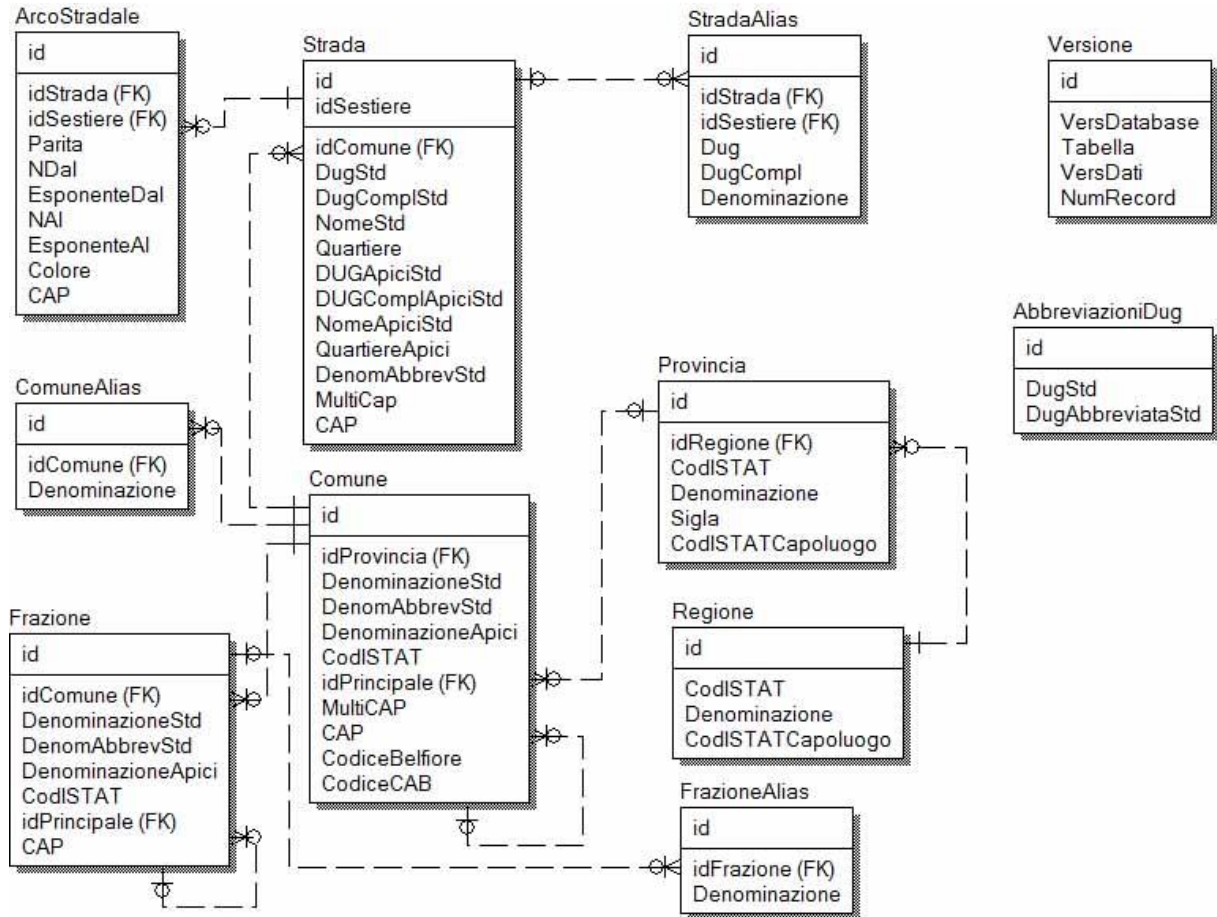 ArcoStradale
id
idStrada (FK)
idSestiere (FK)
Parita
NDal
EsponenteDal
NAl
EsponenteAl
Colore
CAP
Strada
id
idSestiere
idComune (FK)
DugStd
DugComplStd
NomeStd
Quartiere
DUGApiciStd
DUGComplApiciStd
NomeApiciStd
QuartiereApici
DenomAbbrevStd
MultiCap
CAP
StradaAlias
id
idStrada (FK)
idSestiere (FK)
Dug
DugCompl
Denominazione
Versione
id
VersDatabase
Tabella
VersDati
NumRecord
AbbreviazioniDug
id
DugStd
DugAbbreviataStd
ComuneAlias
id
idComune (FK)
Denominazione
Comune
id
idProvincia (FK)
DenominazioneStd
DenomAbbrevStd
DenominazioneApici
CodISTAT
idPrincipale (FK)
MultiCAP
CAP
CodiceBelfiore
CodiceCAB
Provincia
id
idRegione (FK)
CodISTAT
Denominazione
Sigla
CodISTATCapoluogo
Frazione
id
idComune (FK)
DenominazioneStd
DenomAbbrevStd
DenominazioneApici
CodISTAT
idPrincipale (FK)
CAP
Regione
id
CodISTAT
Denominazione
CodISTATCapoluogo
FrazioneAlias
id
idFrazione (FK)
Denominazione